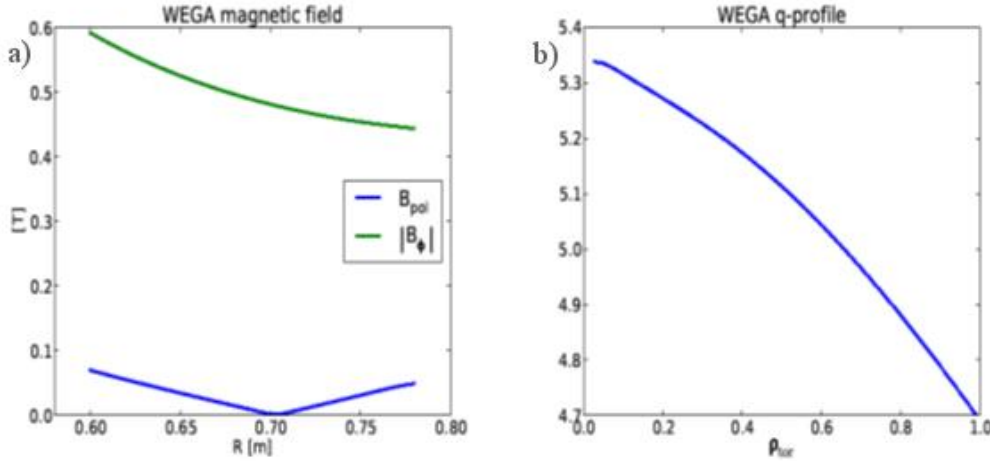 WEGA magnetic field
a)
0.6
0.5
0.4
0.3
0.2
0.1
0.0
[T]
B_pol
|B_ϕ|
0.60 0.65 0.70 0.75 0.80
R [m]
WEGA q-profile
b)
5.4
5.3
5.2
5.1
5.0
4.9
4.8
4.7
0.0 0.2 0.4 0.6 0.8 1.0
ρ_tor